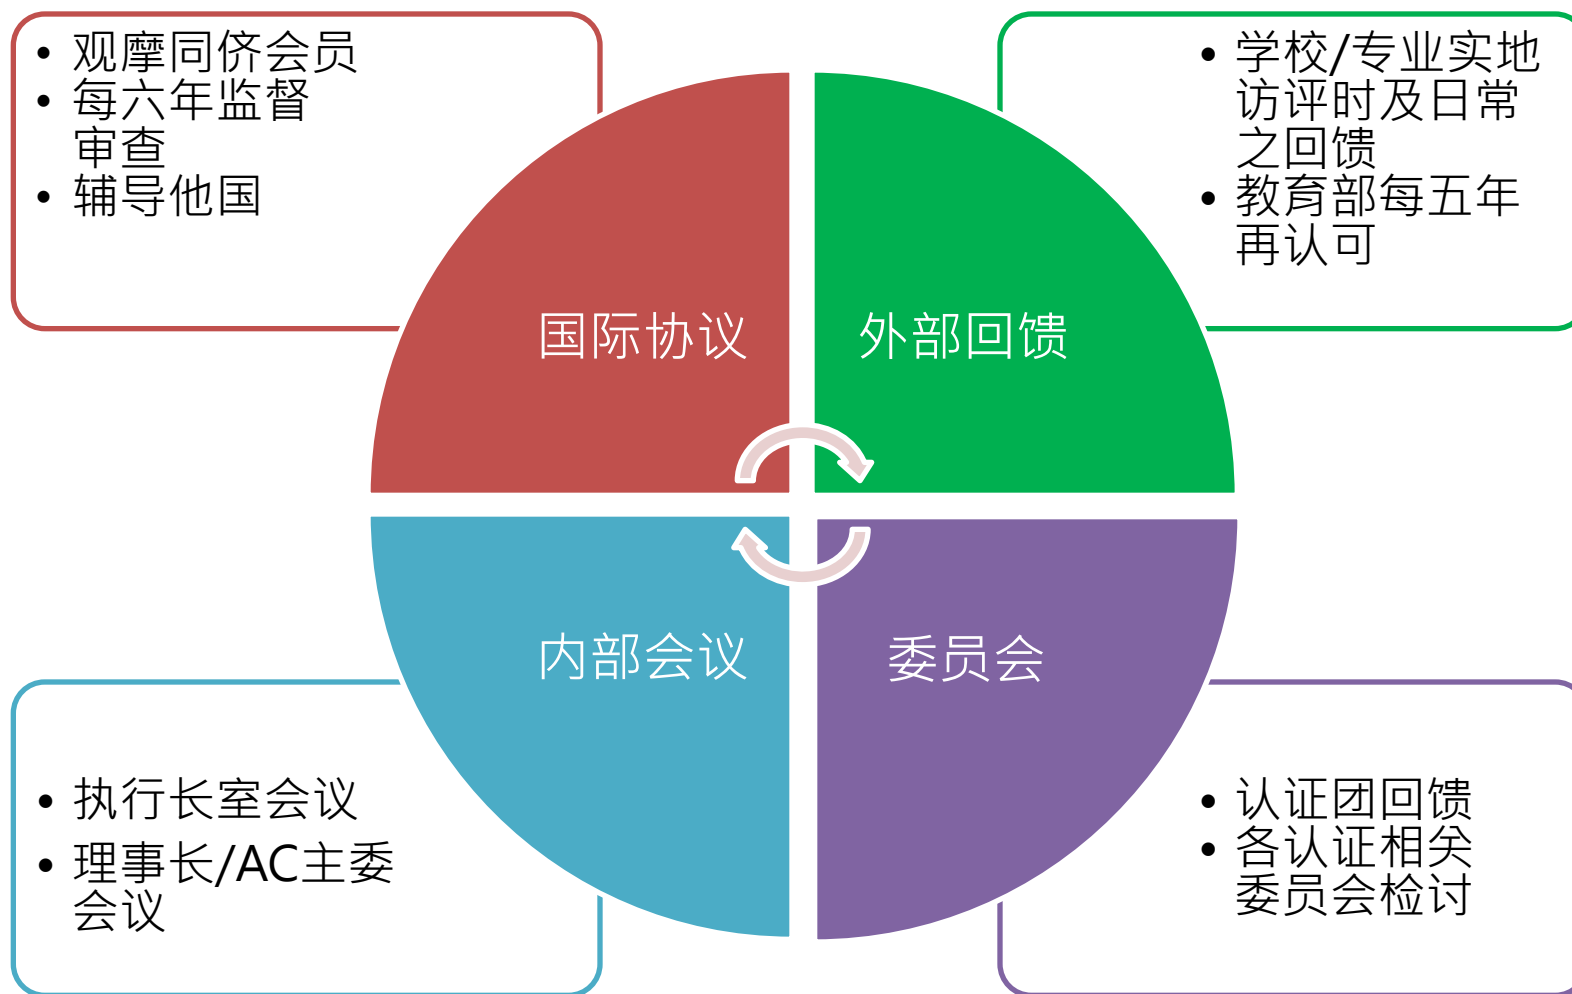 • 观摩同侪会员
• 每六年监督
审查
• 辅导他国
• 学校/专业实地
访评时及日常
之回馈
• 教育部每五年
再认可
国际协议
外部回馈
内部会议
委员会
• 执行长室会议
• 理事长/AC主委
会议
• 认证团回馈
• 各认证相关
委员会检讨